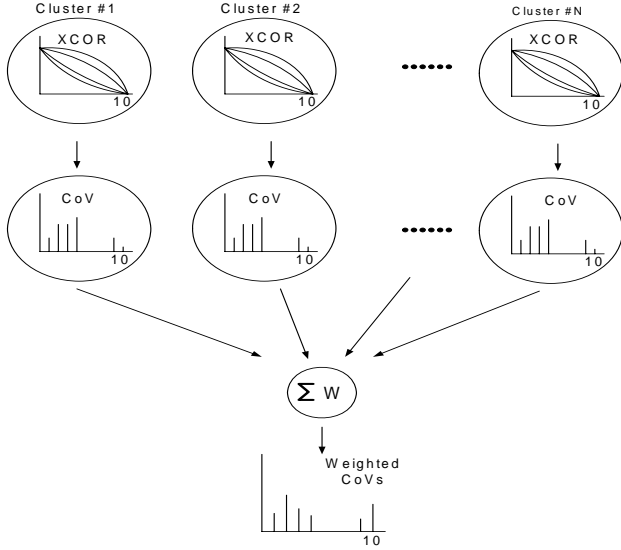 Cluster #1
Cluster #2
Cluster #N
XCOR
10
XCOR
10
XCOR
10
CoV
10
CoV
10
CoV
10
Σ W
Weighted
CoVs
10